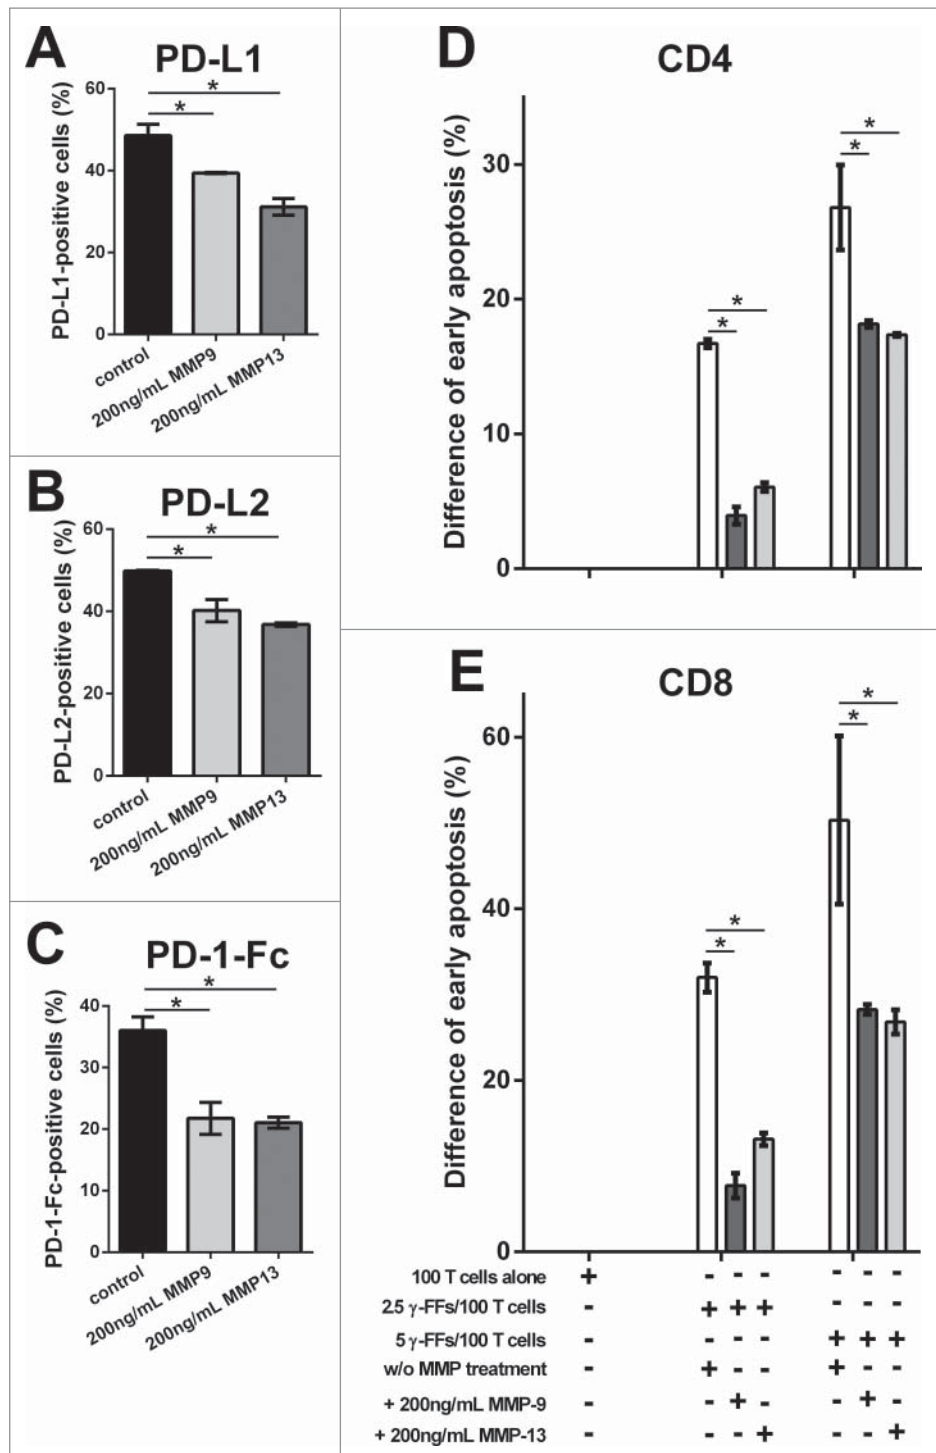 A
PD-L1
PD-L1-positive cells (%)
60
40
20
0
*
*
control
200ng/mL MMP9
200ng/mL MMP13
B
PD-L2
PD-L2-positive cells (%)
60
40
20
0
*
*
control
200ng/mL MMP9
200ng/mL MMP13
C
PD-1-Fc
PD-1-Fc-positive cells (%)
40
30
20
10
0
*
*
control
200ng/mL MMP9
200ng/mL MMP13
D
CD4
Difference of early apoptosis (%)
30
20
10
0
*
*
*
*
E
CD8
Difference of early apoptosis (%)
60
40
20
0
*
*
*
*
100 T cells alone + - - - - - -
2.5 γ-FFs/100 T cells - + + + - - -
5 γ-FFs/100 T cells - - - - + + +
w/o MMP treatment - + - - + - -
+ 200ng/mL MMP-9 - - + - - + -
+ 200ng/mL MMP-13 - - - + - - +